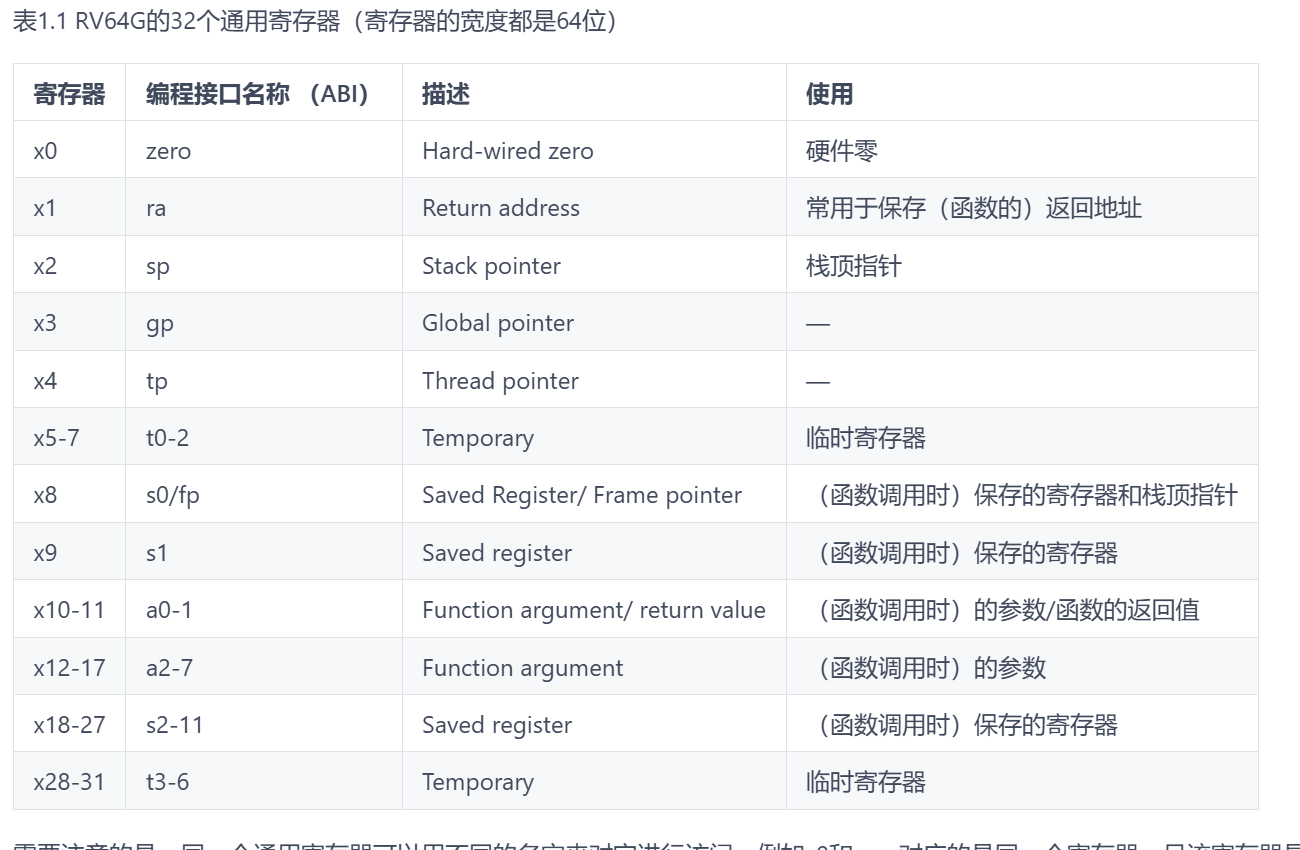 表1.1 RV64G的32个通用寄存器（寄存器的宽度都是64位）
寄存器 编程接口名称 （ABI） 描述 使用
x0 zero Hard-wired zero 硬件零
x1 ra Return address 常用于保存（函数的）返回地址
x2 sp Stack pointer 栈顶指针
x3 gp Global pointer —
x4 tp Thread pointer —
x5-7 t0-2 Temporary 临时寄存器
x8 s0/fp Saved Register/ Frame pointer （函数调用时）保存的寄存器和栈顶指针
x9 s1 Saved register （函数调用时）保存的寄存器
x10-11 a0-1 Function argument/ return value （函数调用时）的参数/函数的返回值
x12-17 a2-7 Function argument （函数调用时）的参数
x18-27 s2-11 Saved register （函数调用时）保存的寄存器
x28-31 t3-6 Temporary 临时寄存器